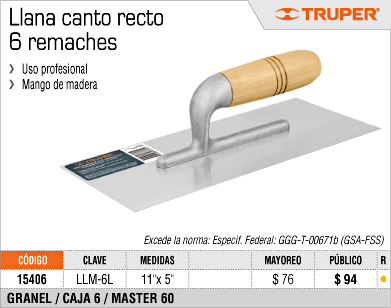 Llana canto recto
6 remaches
TRUPER®
❯ Uso profesional
❯ Mango de madera
TRUPER
Excede la norma: Especif. Federal: GGG-T-00671b (GSA-FSS)
CÓDIGO CLAVE MEDIDAS MAYOREO PÚBLICO R
15406 LLM-6L 11"x 5" $ 76 $ 94
GRANEL / CAJA 6 / MASTER 60